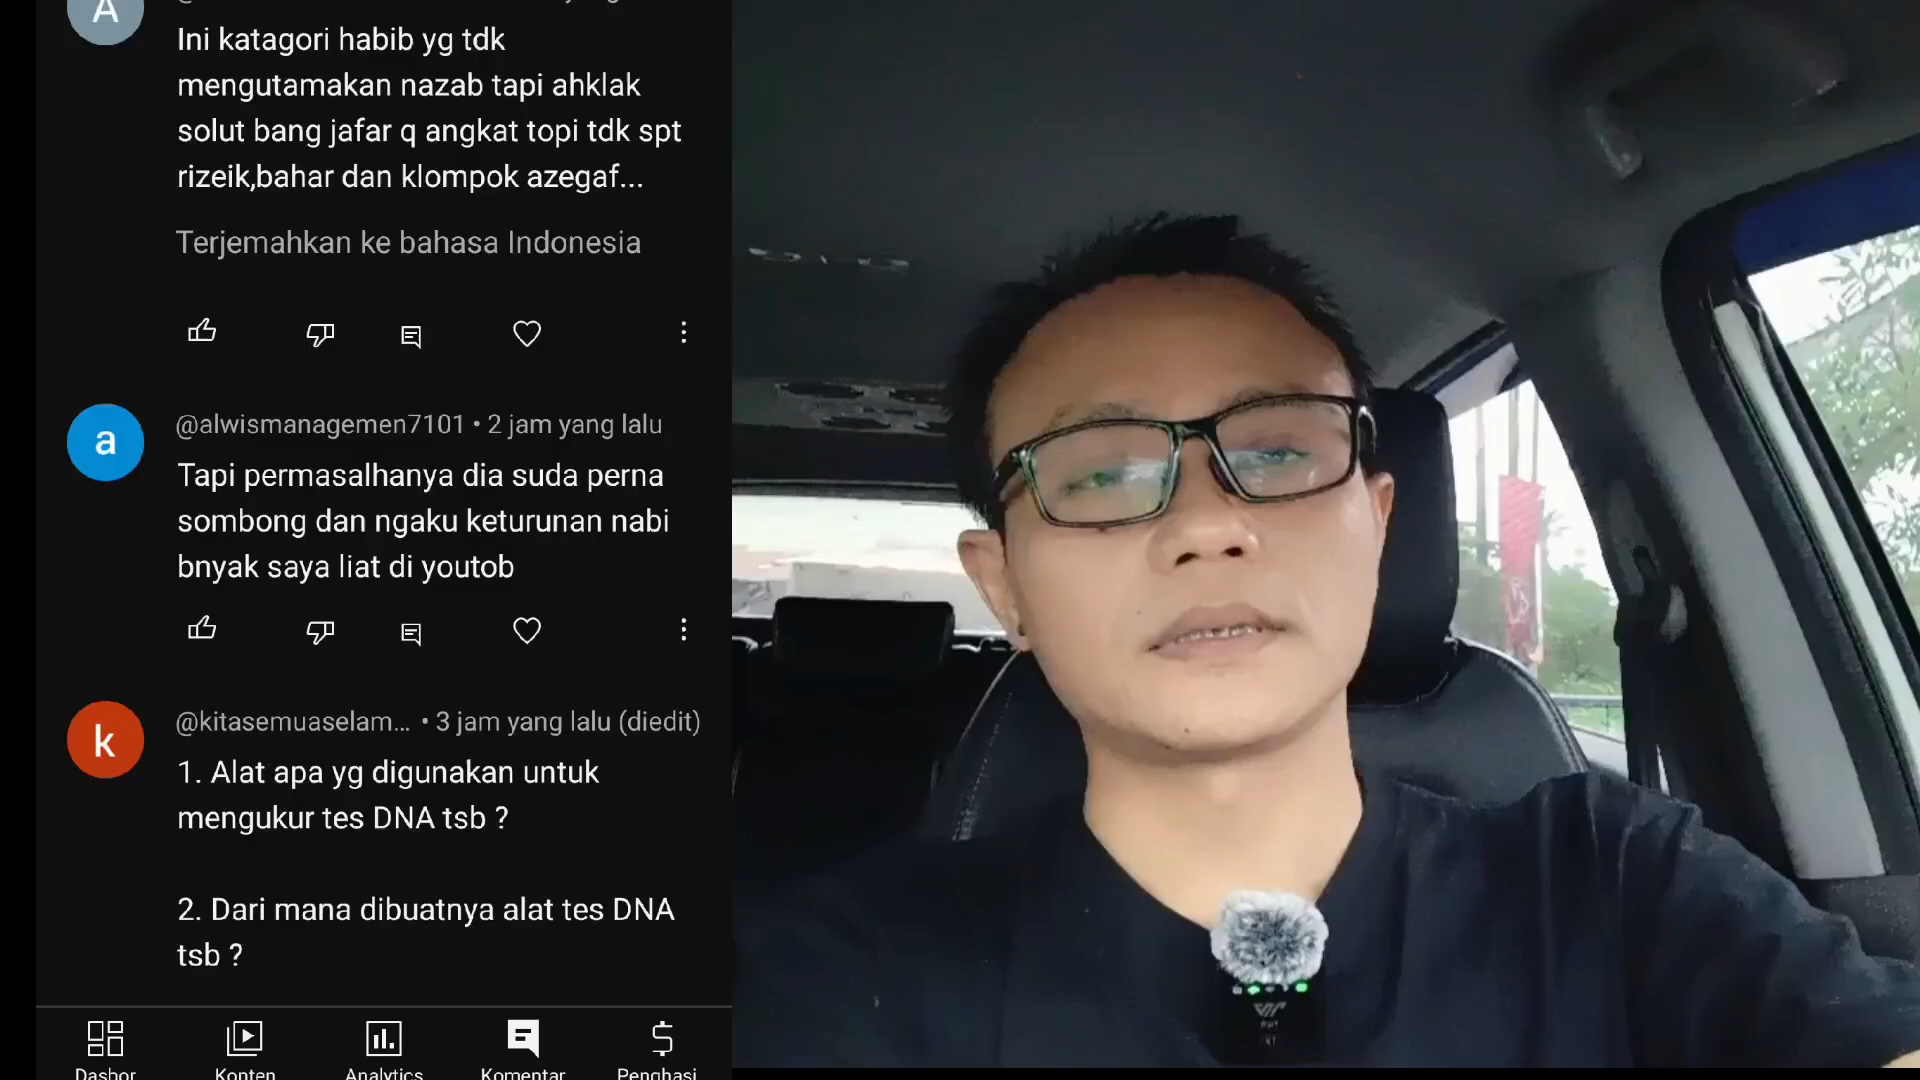 Ini katagori habib yg tdk
mengutamakan nazab tapi ahklak
solut bang jafar q angkat topi tdk spt
rizeik,bahar dan klompok azegaf...
Terjemahkan ke bahasa Indonesia
@alwismanagemen7101 • 2 jam yang lalu
Tapi permasalhanya dia suda perna
sombong dan ngaku keturunan nabi
bnyak saya liat di youtob
@kitasemuaselam... • 3 jam yang lalu (diedit)
1. Alat apa yg digunakan untuk
mengukur tes DNA tsb ?
2. Dari mana dibuatnya alat tes DNA
tsb ?
A
a
k
Dasbor
Konten
Analytics
Komentar
Penghasi